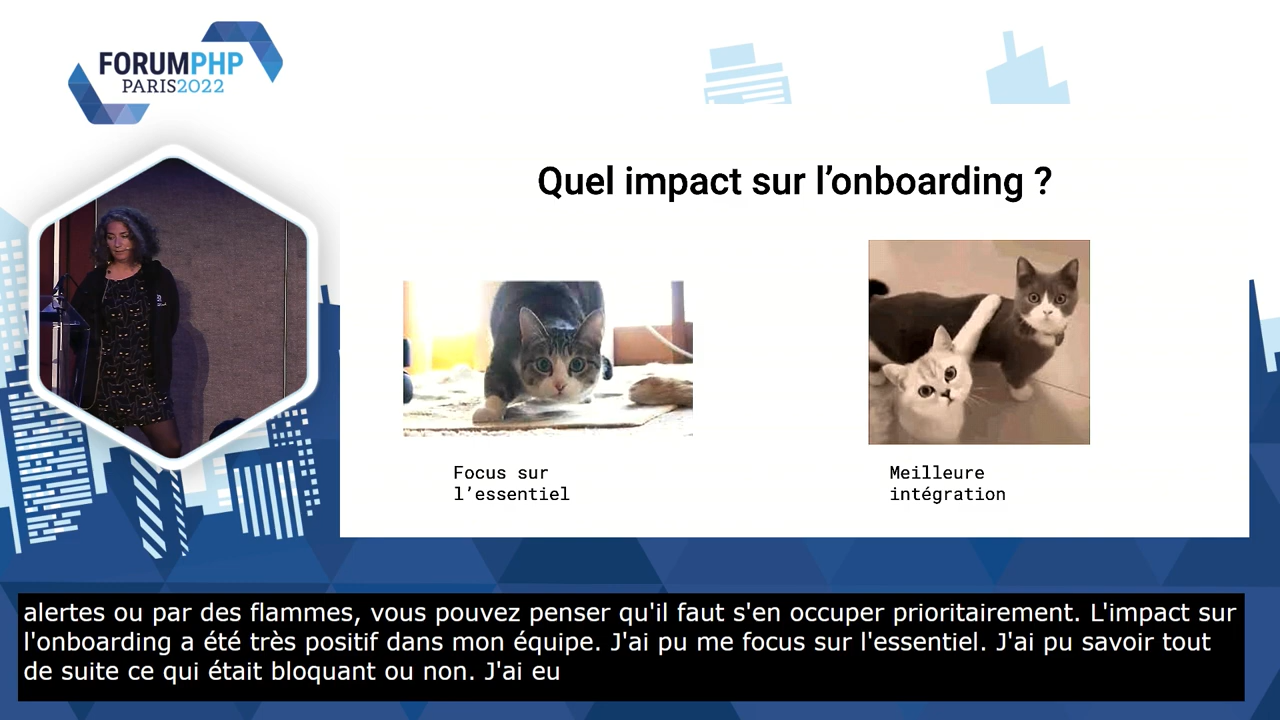 FORUMPHP
PARIS2022
Quel impact sur l’onboarding ?
Focus sur
l’essentiel
Meilleure
intégration
alertes ou par des flammes, vous pouvez penser qu'il faut s'en occuper prioritairement. L'impact sur
l'onboarding a été très positif dans mon équipe. J'ai pu me focus sur l'essentiel. J'ai pu savoir tout
de suite ce qui était bloquant ou non. J'ai eu